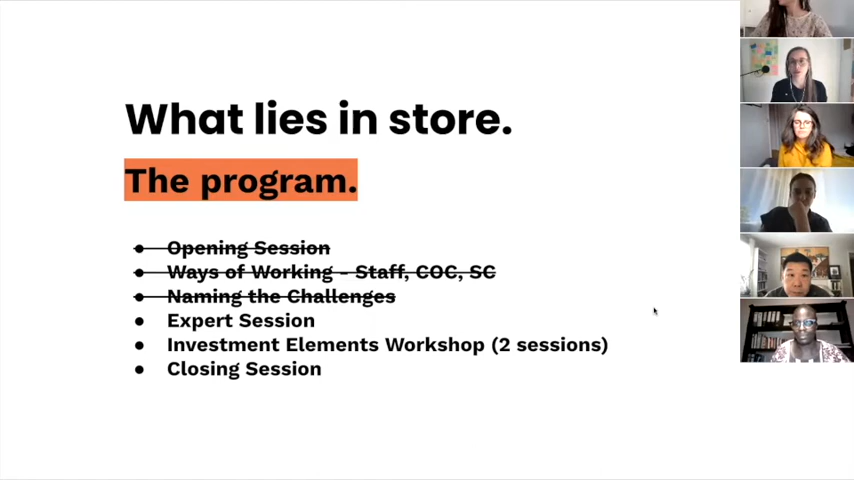 What lies in store.
The program.
● Opening Session
● Ways of Working - Staff, COC, SC
● Naming the Challenges
● Expert Session
● Investment Elements Workshop (2 sessions)
● Closing Session